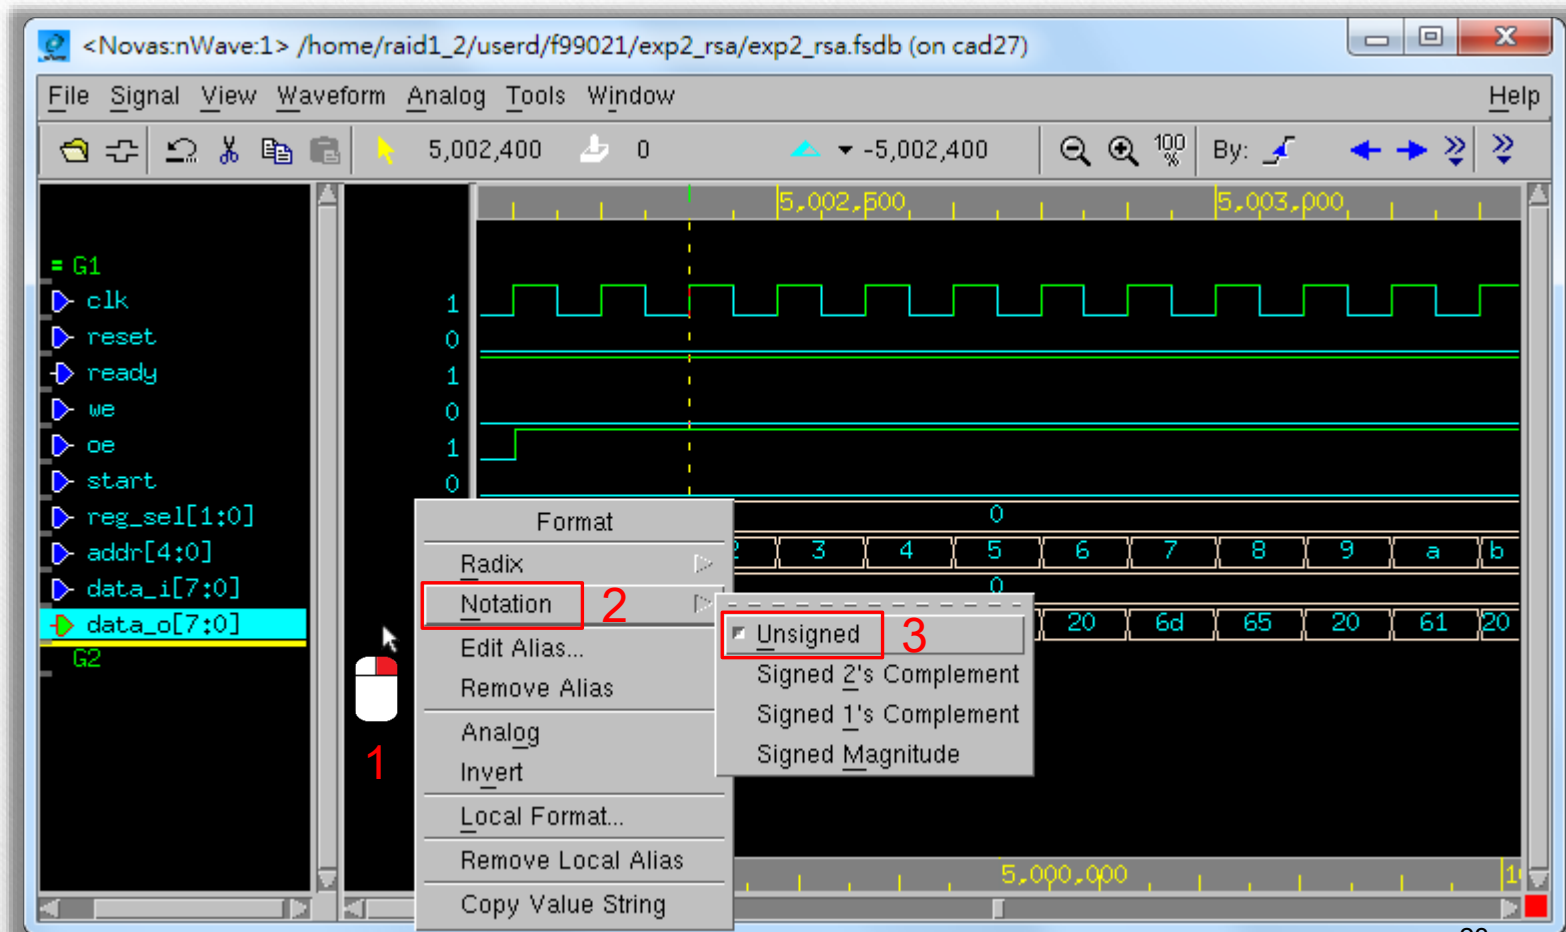 <Novas:nWave:1> /home/raid1_2/userd/f99021/exp2_rsa/exp2_rsa.fsdb (on cad27)
File Signal View Waveform Analog Tools Window Help
5,002,400 0 -5,002,400 100 % By:
5,002,500 5,003,000
= G1
clk 1
reset 0
ready 1
we 0
oe 1
start 0
reg_sel[1:0] 0
addr[4:0] 3 4 5 6 7 8 9 a b
data_i[7:0] 0
data_o[7:0] 20 6d 65 20 61 20
G2
Format
Radix
Notation 2
Edit Alias...
Remove Alias
Analog
Invert
Local Format...
Remove Local Alias
Copy Value String
Unsigned 3
Signed 2's Complement
Signed 1's Complement
Signed Magnitude
1
5,000,000